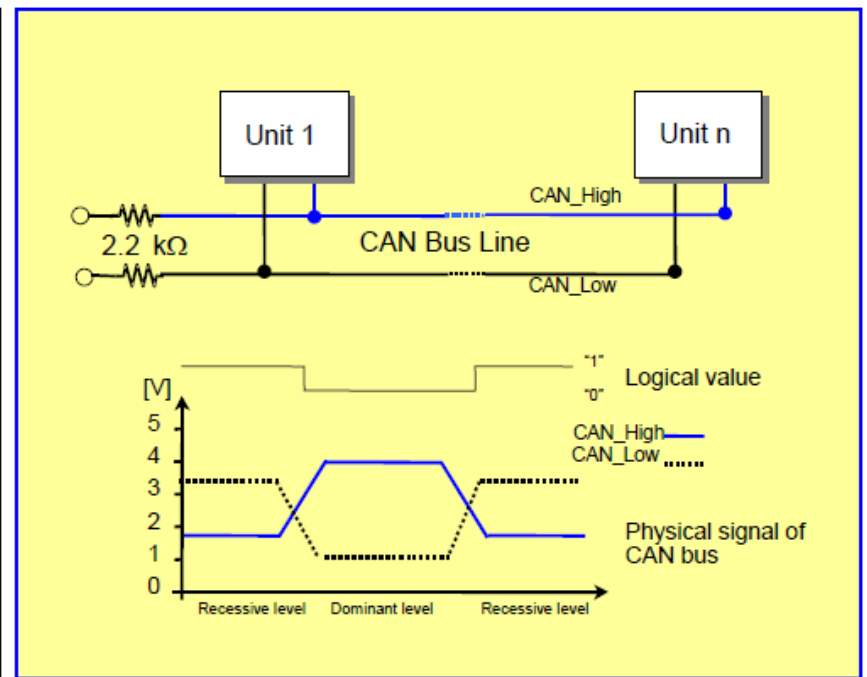 Unit 1
Unit n
CAN_High
2.2 kΩ
CAN Bus Line
CAN_Low
"1"
[V]
Logical value
"0"
5
CAN_High
4
CAN_Low
3
2
Physical signal of
CAN bus
1
0
Recessive level Dominant level Recessive level